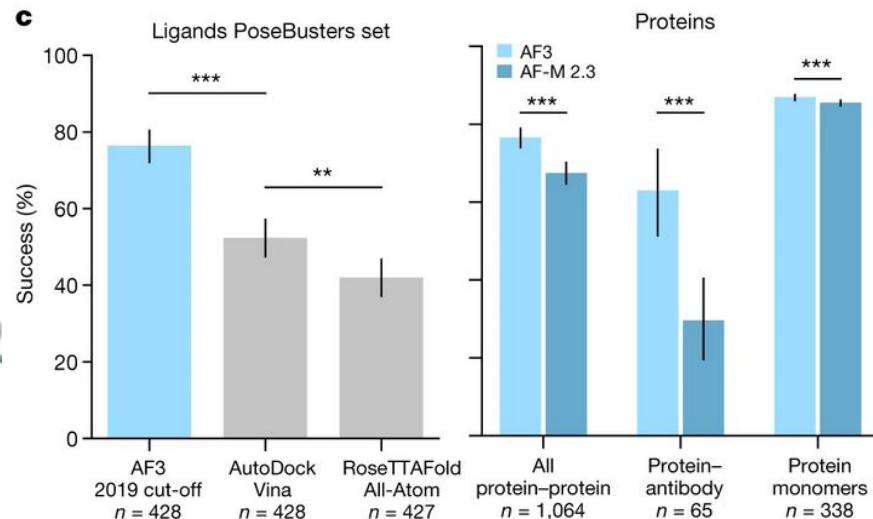 c
Ligands PoseBusters set
Success (%)
100
80
60
40
20
0
***
**
AF3
2019 cut-off
n = 428
AutoDock
Vina
n = 428
RoseTTAFold
All-Atom
n = 427
Proteins
AF3
AF-M 2.3
***
***
***
All
protein–protein
n = 1,064
Protein–
antibody
n = 65
Protein
monomers
n = 338